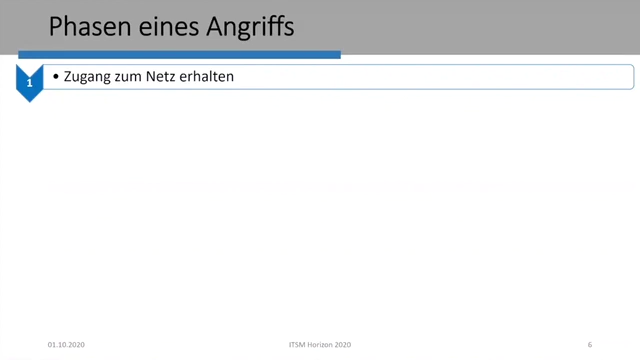 Phasen eines Angriffs
1
• Zugang zum Netz erhalten
01.10.2020
ITSM Horizon 2020
6